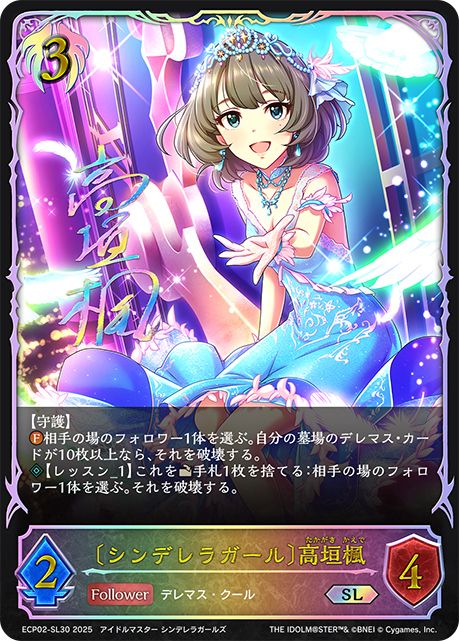 3
高垣楓
【守護】
F相手の場のフォロワー1体を選ぶ。自分の墓場のデレマス・カー
ドが10枚以上なら、それを破壊する。
【レッスン_1】これを手札1枚を捨てる：相手の場のフォロ
ワー1体を選ぶ。それを破壊する。
たかがき かえで
〔シンデレラガール〕高垣楓
2
Follower デレマス・クール
SL
4
ECP02-SL30 2025 アイドルマスター シンデレラガールズ
THE IDOLM@STER™& ©BNEI © Cygames, Inc.